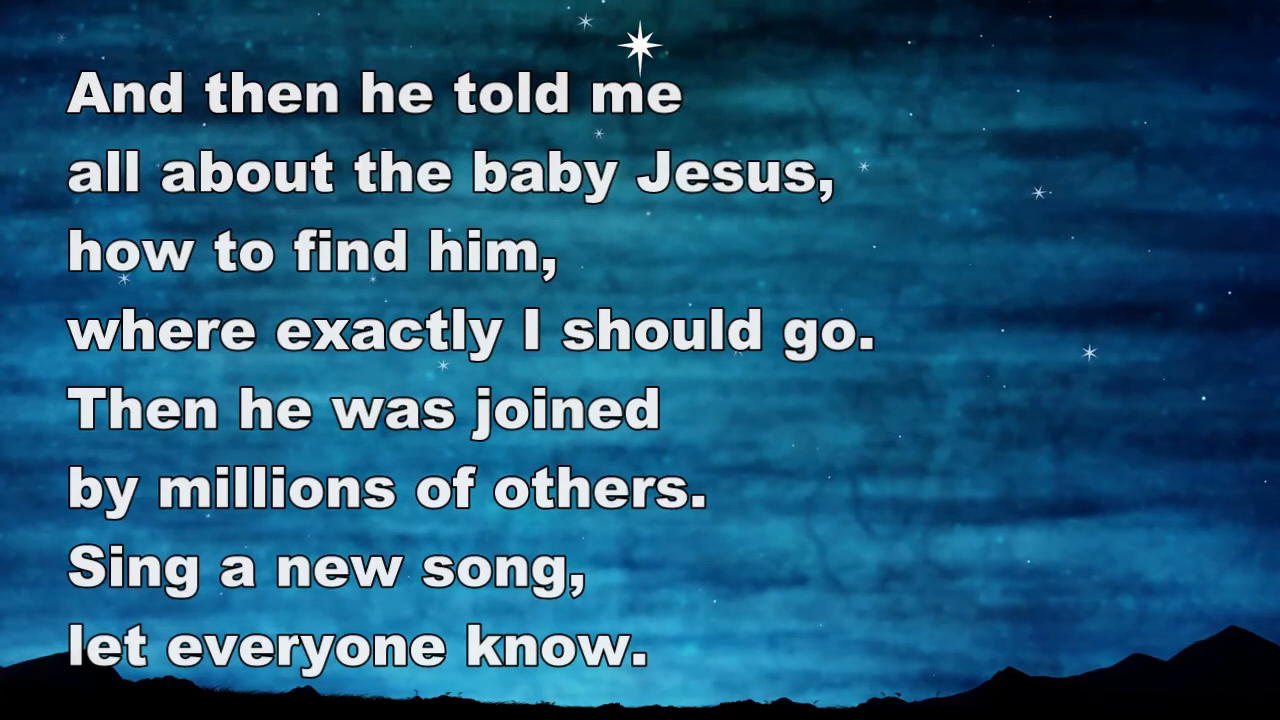 And then he told me
all about the baby Jesus,
how to find him,
where exactly I should go.
Then he was joined
by millions of others.
Sing a new song,
let everyone know.